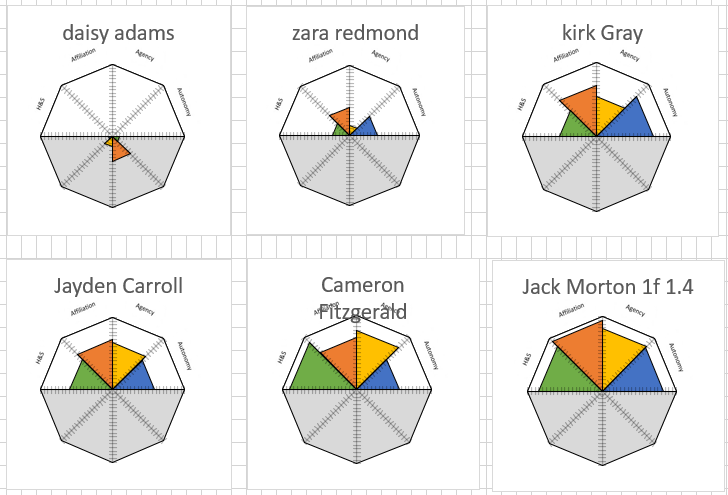 daisy adams
Affiliation
Agency
H&S
Autonomy
zara redmond
Affiliation
Agency
H&S
Autonomy
kirk Gray
Affiliation
Agency
H&S
Autonomy
Jayden Carroll
Affiliation
Agency
H&S
Autonomy
Cameron
Fitzgerald
Affiliation
Agency
H&S
Autonomy
Jack Morton 1f 1.4
Affiliation
Agency
H&S
Autonomy